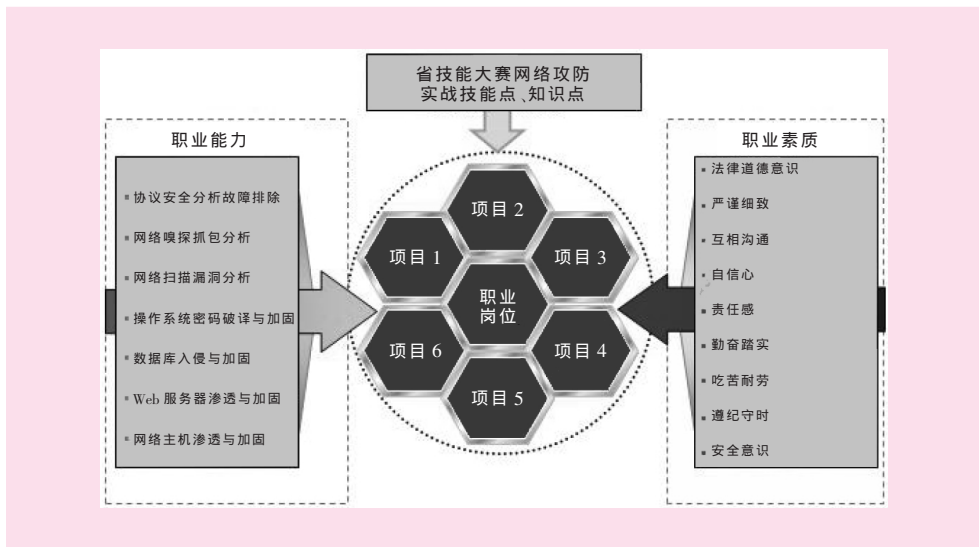 省技能大赛网络攻防
实战技能点、知识点
职业能力
▪协议安全分析故障排除
▪网络嗅探抓包分析
▪网络扫描漏洞分析
▪操作系统密码破译与加固
▪数据库入侵与加固
▪Web 服务器渗透与加固
▪网络主机渗透与加固
项目 1
项目 2
项目 3
职业
岗位
项目 6
项目 5
项目 4
职业素质
▪法律道德意识
▪严谨细致
▪互相沟通
▪自信心
▪责任感
▪勤奋踏实
▪吃苦耐劳
▪遵纪守时
▪安全意识